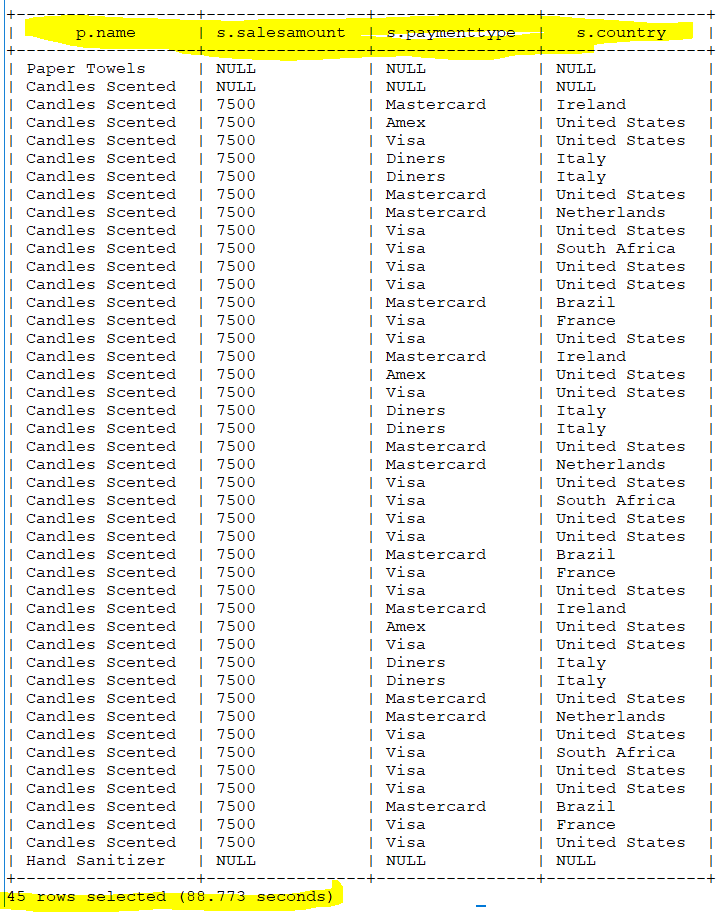 +------------------+----------------+----------------+----------------+
| p.name | s.salesamount | s.paymenttype | s.country |
+------------------+----------------+----------------+----------------+
| Paper Towels | NULL | NULL | NULL |
| Candles Scented | NULL | NULL | NULL |
| Candles Scented | 7500 | Mastercard | Ireland |
| Candles Scented | 7500 | Amex | United States |
| Candles Scented | 7500 | Visa | United States |
| Candles Scented | 7500 | Diners | Italy |
| Candles Scented | 7500 | Diners | Italy |
| Candles Scented | 7500 | Mastercard | United States |
| Candles Scented | 7500 | Mastercard | Netherlands |
| Candles Scented | 7500 | Visa | United States |
| Candles Scented | 7500 | Visa | South Africa |
| Candles Scented | 7500 | Visa | United States |
| Candles Scented | 7500 | Visa | United States |
| Candles Scented | 7500 | Mastercard | Brazil |
| Candles Scented | 7500 | Visa | France |
| Candles Scented | 7500 | Visa | United States |
| Candles Scented | 7500 | Mastercard | Ireland |
| Candles Scented | 7500 | Amex | United States |
| Candles Scented | 7500 | Visa | United States |
| Candles Scented | 7500 | Diners | Italy |
| Candles Scented | 7500 | Diners | Italy |
| Candles Scented | 7500 | Mastercard | United States |
| Candles Scented | 7500 | Mastercard | Netherlands |
| Candles Scented | 7500 | Visa | United States |
| Candles Scented | 7500 | Visa | South Africa |
| Candles Scented | 7500 | Visa | United States |
| Candles Scented | 7500 | Visa | United States |
| Candles Scented | 7500 | Mastercard | Brazil |
| Candles Scented | 7500 | Visa | France |
| Candles Scented | 7500 | Visa | United States |
| Candles Scented | 7500 | Mastercard | Ireland |
| Candles Scented | 7500 | Amex | United States |
| Candles Scented | 7500 | Visa | United States |
| Candles Scented | 7500 | Diners | Italy |
| Candles Scented | 7500 | Diners | Italy |
| Candles Scented | 7500 | Mastercard | United States |
| Candles Scented | 7500 | Mastercard | Netherlands |
| Candles Scented | 7500 | Visa | United States |
| Candles Scented | 7500 | Visa | South Africa |
| Candles Scented | 7500 | Visa | United States |
| Candles Scented | 7500 | Visa | United States |
| Candles Scented | 7500 | Mastercard | Brazil |
| Candles Scented | 7500 | Visa | France |
| Candles Scented | 7500 | Visa | United States |
| Hand Sanitizer | NULL | NULL | NULL |
+------------------+----------------+----------------+----------------+
45 rows selected (88.773 seconds)